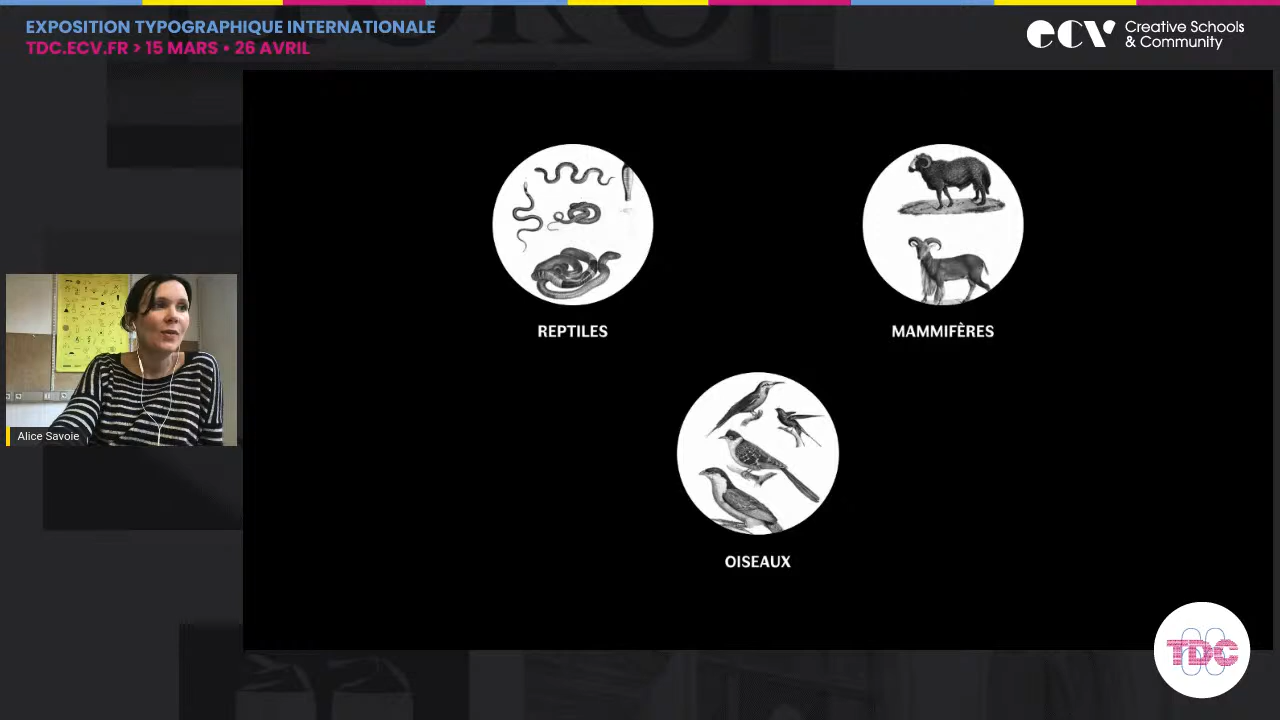 EXPOSITION TYPOGRAPHIQUE INTERNATIONALE
TDC.ECV.FR > 15 MARS • 26 AVRIL
ecv Creative Schools
& Community
REPTILES
MAMMIFÈRES
Alice Savoie
OISEAUX
TDC